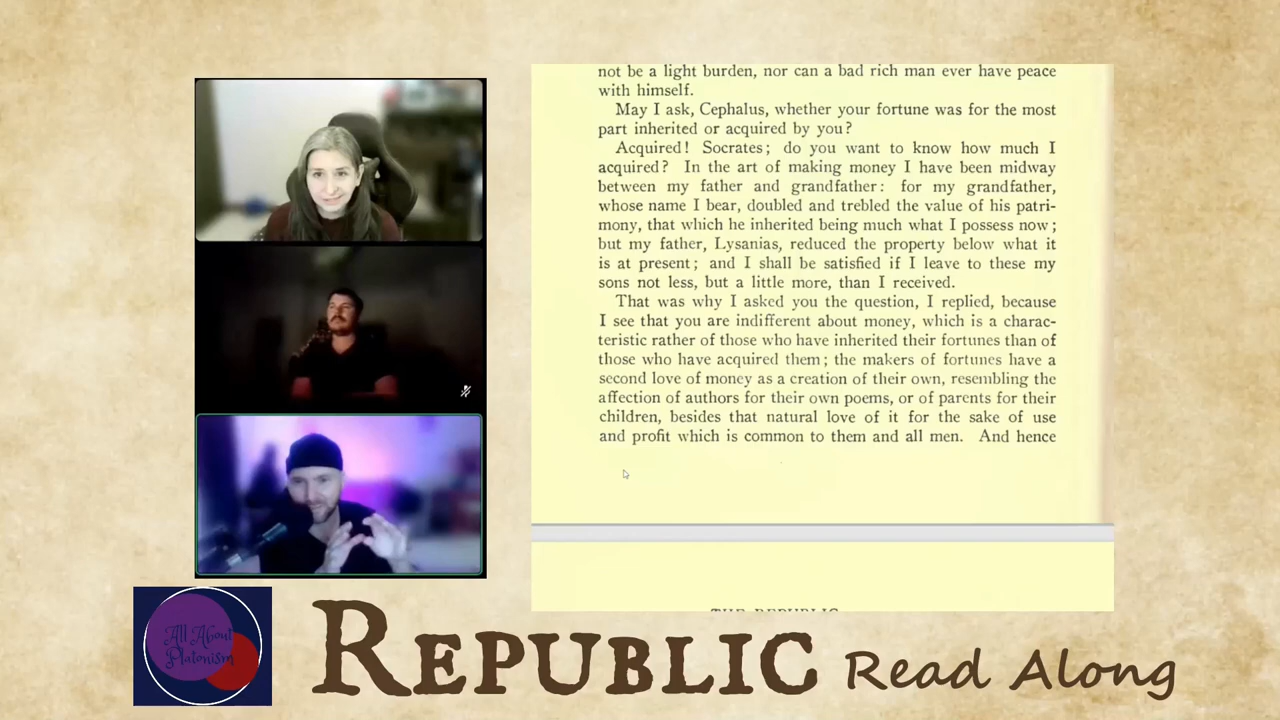 not be a light burden, nor can a bad rich man ever have peace
with himself.
May I ask, Cephalus, whether your fortune was for the most
part inherited or acquired by you?
Acquired! Socrates; do you want to know how much I
acquired? In the art of making money I have been midway
between my father and grandfather: for my grandfather,
whose name I bear, doubled and trebled the value of his patri-
mony, that which he inherited being much what I possess now;
but my father, Lysanias, reduced the property below what it
is at present; and I shall be satisfied if I leave to these my
sons not less, but a little more, than I received.
That was why I asked you the question, I replied, because
I see that you are indifferent about money, which is a charac-
teristic rather of those who have inherited their fortunes than of
those who have acquired them; the makers of fortunes have a
second love of money as a creation of their own, resembling the
affection of authors for their own poems, or of parents for their
children, besides that natural love of it for the sake of use
and profit which is common to them and all men. And hence
THE REPUBLIC
All About
Platonism
REPUBLIC Read Along